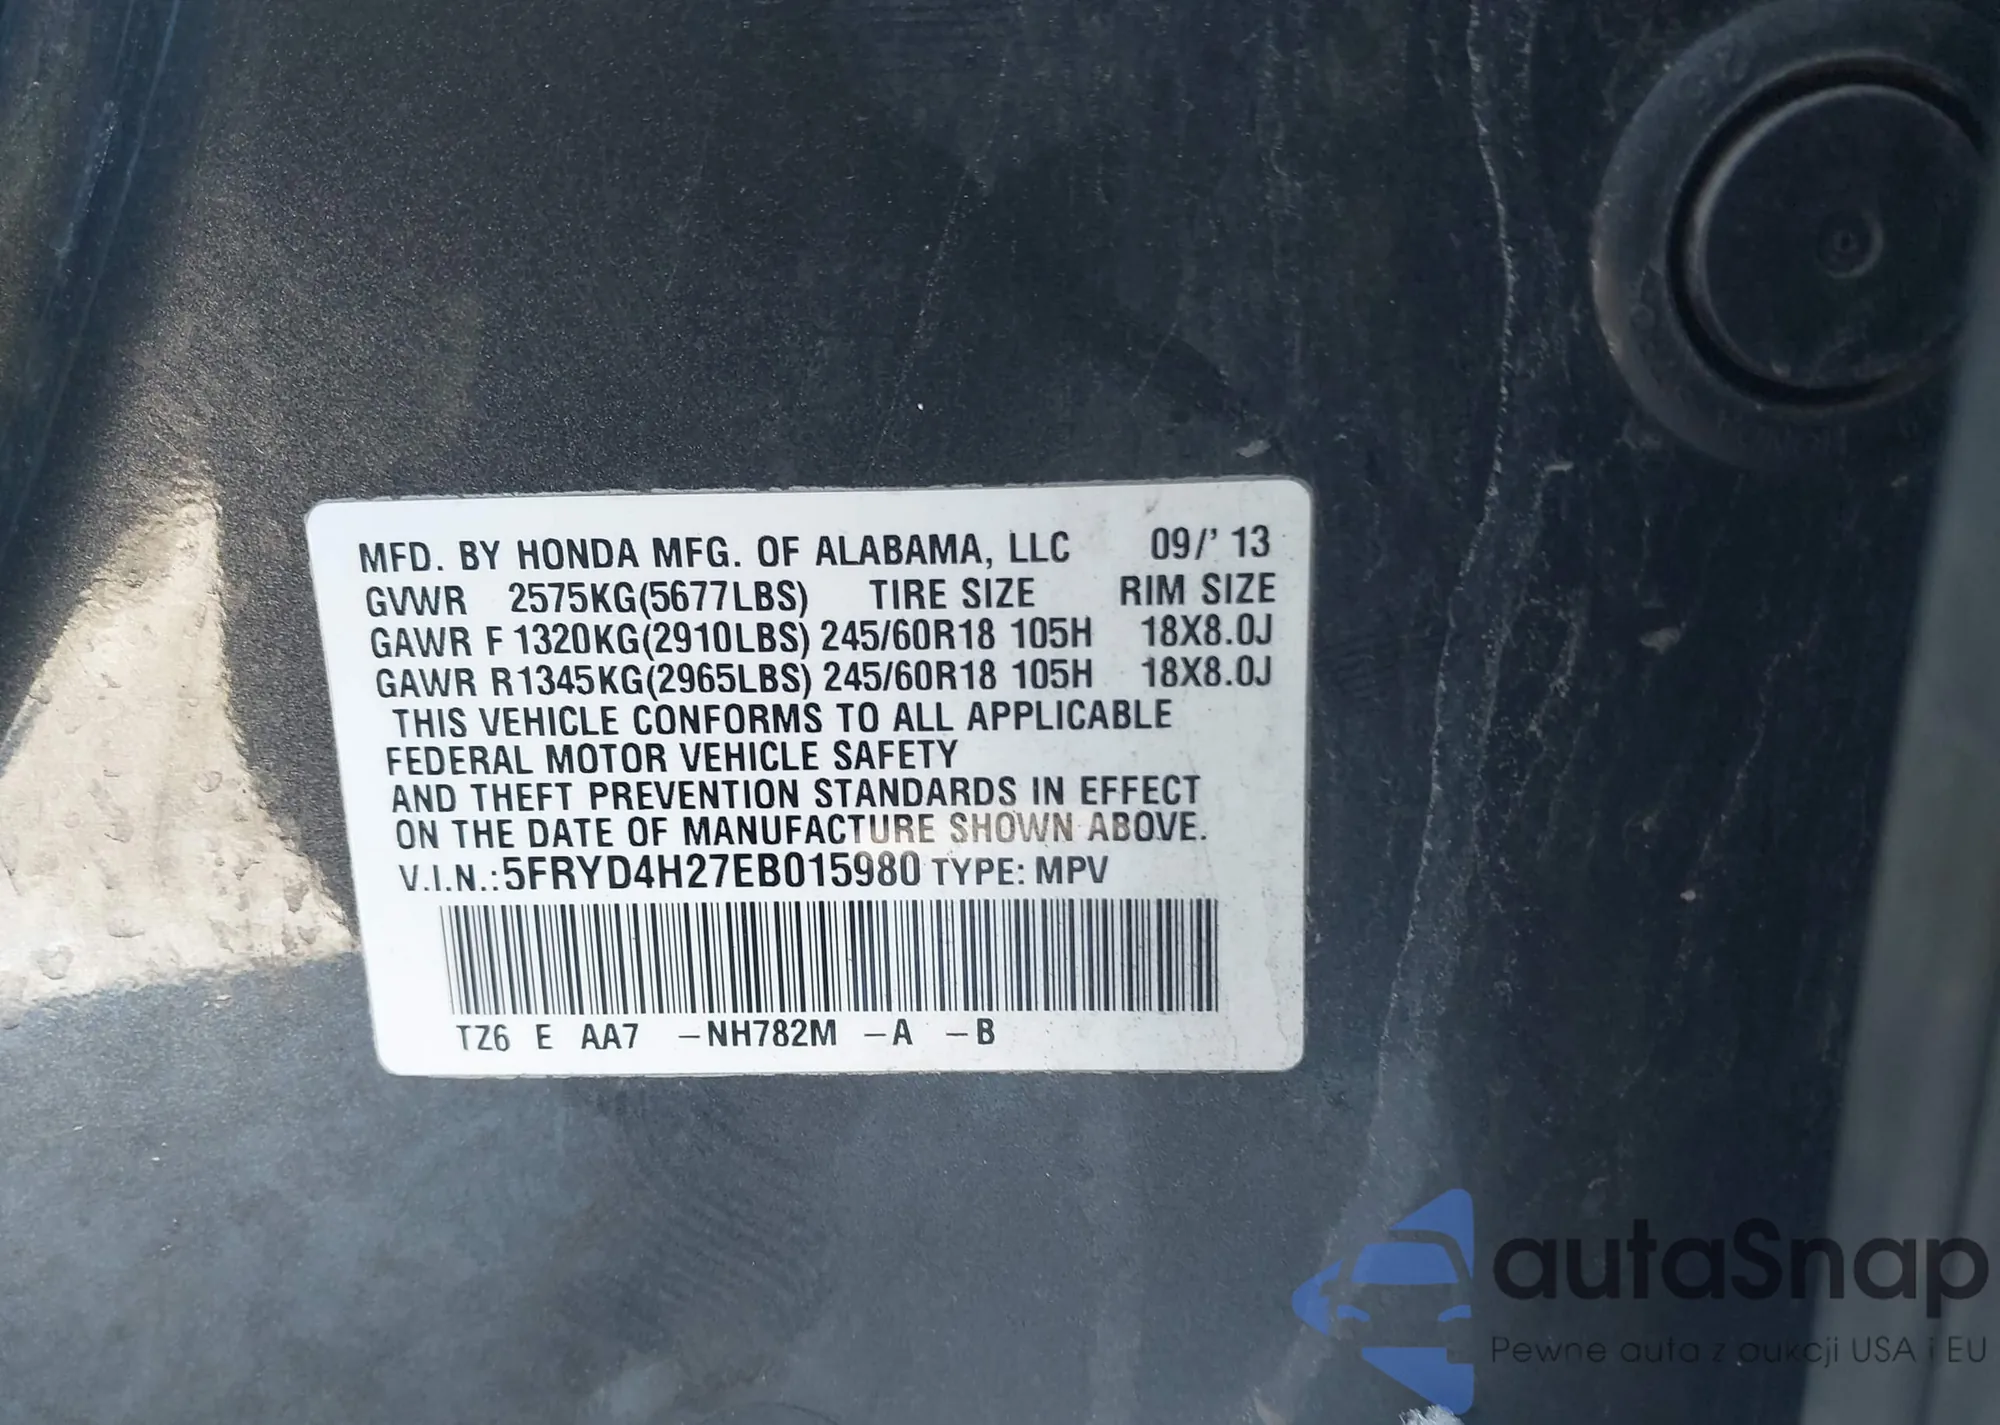 MFD. BY HONDA MFG. OF ALABAMA, LLC 09/' 13
GVWR 2575KG(5677LBS) TIRE SIZE RIM SIZE
GAWR F 1320KG(2910LBS) 245/60R18 105H 18X8.0J
GAWR R1345KG(2965LBS) 245/60R18 105H 18X8.0J
THIS VEHICLE CONFORMS TO ALL APPLICABLE
FEDERAL MOTOR VEHICLE SAFETY
AND THEFT PREVENTION STANDARDS IN EFFECT
ON THE DATE OF MANUFACTURE SHOWN ABOVE.
V.I.N.:5FRYD4H27EB015980 TYPE: MPV
TZ6 E AA7 -NH782M -A -B
autaSnap
Pewne auta z aukcji USA i EU